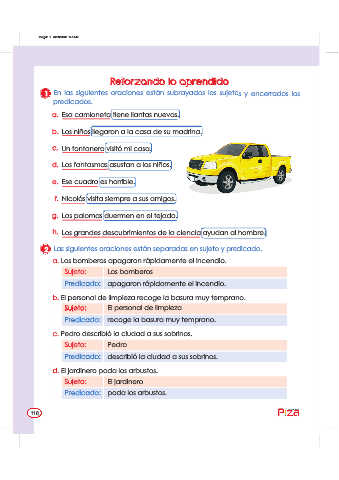 Reforzando lo aprendido
1 En las siguientes oraciones están subrayados los sujetos y encerrados los
predicados.
a. Esa camioneta tiene llantas nuevas.
b. Los niños llegaron a la casa de su madrina.
c. Un fontanero visitó mi casa.
d. Los fantasmas asustan a los niños.
e. Ese cuadro es horrible.
f. Nicolás visita siempre a sus amigos.
g. Las palomas duermen en el tejado.
h. Los grandes descubrimientos de la ciencia ayudan al hombre.
2 Las siguientes oraciones están separadas en sujeto y predicado.
a. Los bomberos apagaron rápidamente el incendio.
Sujeto: Los bomberos
Predicado: apagaron rápidamente el incendio.
b. El personal de limpieza recoge la basura muy temprano.
Sujeto: El personal de limpieza
Predicado: recoge la basura muy temprano.
c. Pedro describió la ciudad a sus sobrinos.
Sujeto: Pedro
Predicado: describió la ciudad a sus sobrinos.
d. El jardinero poda los arbustos.
Sujeto: El jardinero
Predicado: poda los arbustos.
118